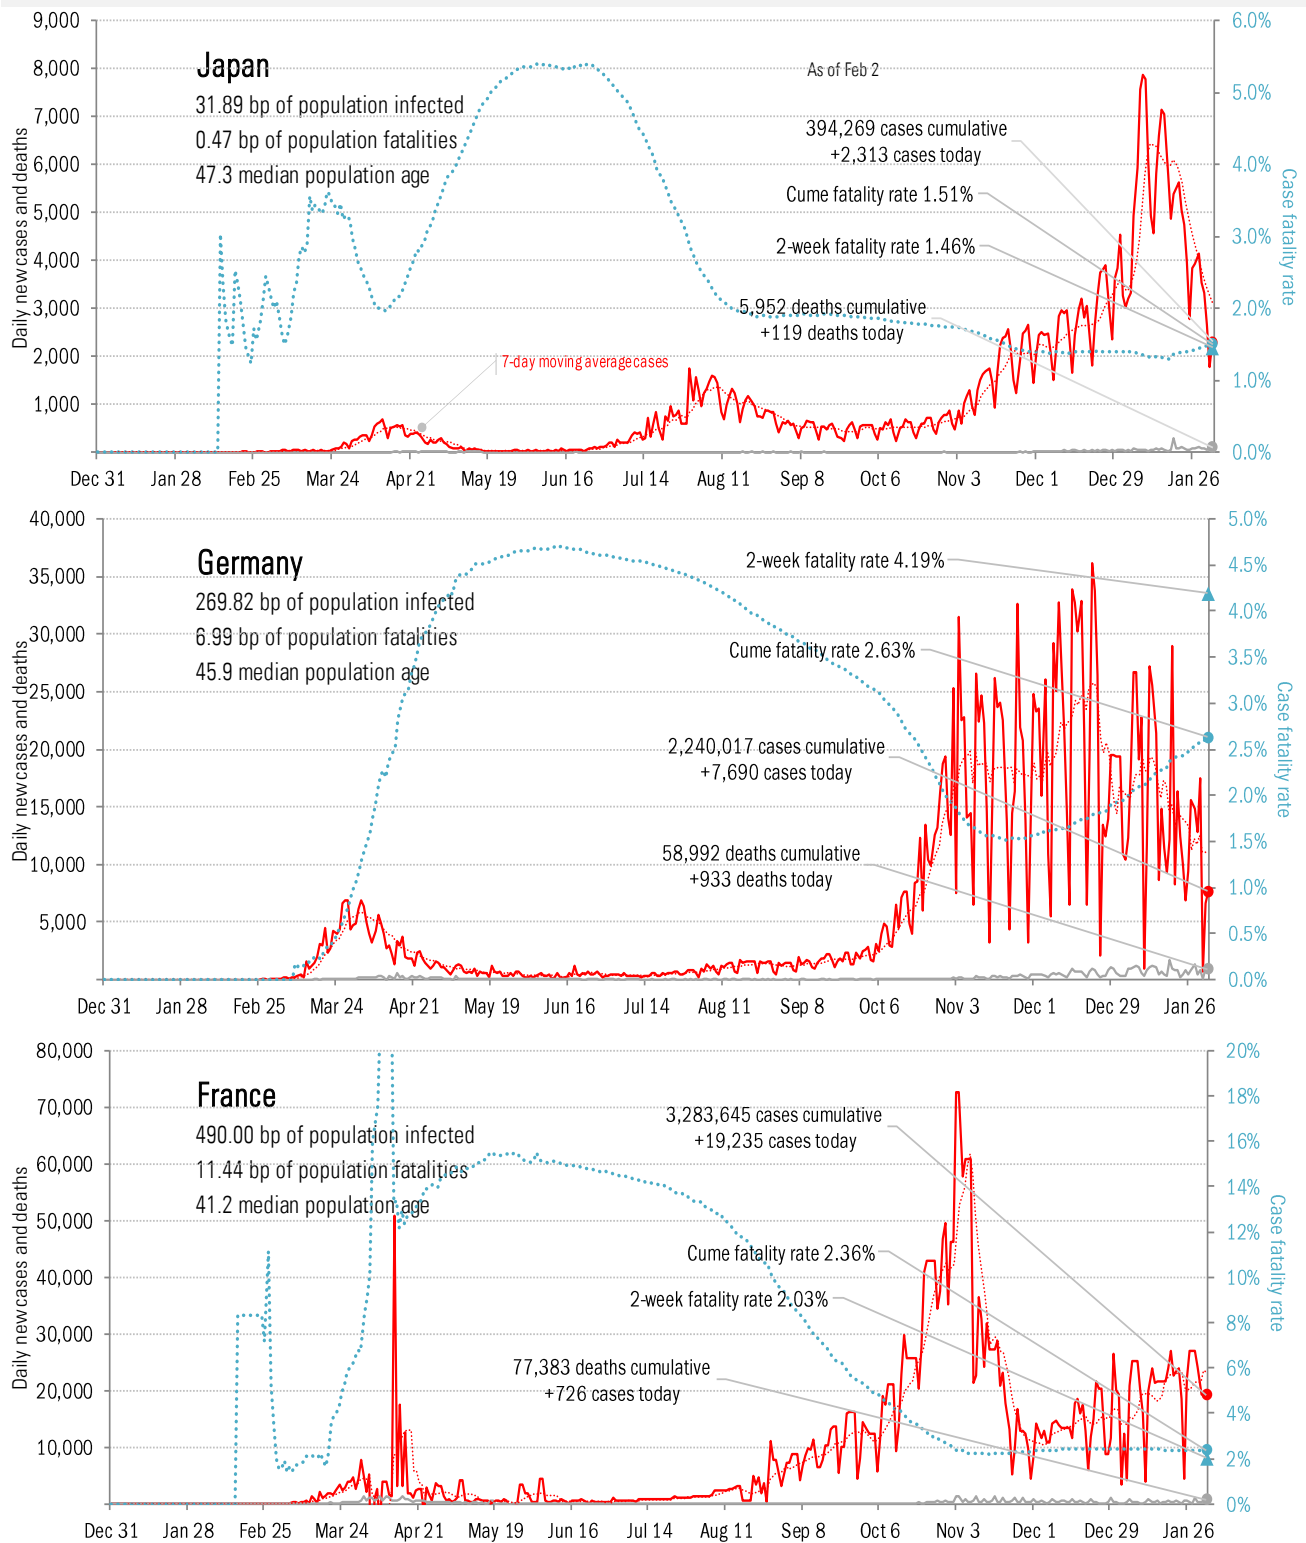 9,000
6.0%
Japan
8,000
As of Feb 2
31.89 bp of population infected
5.0%
7,000
394,269 cases cumulative
0.47 bp of population fatalities
+2,313 cases today
6,000
4.0%
47.3 median population age
Cume fatality rate 1.51%
5,000
3.0%
2-week fatality rate 1.46%
4,000
3,000
5,952 deaths cumulative
2.0%
+119 deaths today
2,000
7-day moving average cases
1.0%
1,000
0.0%
Daily new cases and deaths
Case fatality rate
Dec 31 Jan 28 Feb 25 Mar 24 Apr 21 May 19 Jun 16 Jul 14 Aug 11 Sep 8 Oct 6 Nov 3 Dec 1 Dec 29 Jan 26
40,000
5.0%
Germany
2-week fatality rate 4.19%
4.5%
35,000
269.82 bp of population infected
4.0%
30,000
6.99 bp of population fatalities
Cume fatality rate 2.63%
3.5%
45.9 median population age
25,000
3.0%
20,000
2,240,017 cases cumulative
2.5%
+7,690 cases today
15,000
2.0%
58,992 deaths cumulative
1.5%
10,000
+933 deaths today
1.0%
5,000
0.5%
0.0%
Daily new cases and deaths
Case fatality rate
Dec 31 Jan 28 Feb 25 Mar 24 Apr 21 May 19 Jun 16 Jul 14 Aug 11 Sep 8 Oct 6 Nov 3 Dec 1 Dec 29 Jan 26
80,000
20%
France
18%
70,000
3,283,645 cases cumulative
490.00 bp of population infected
+19,235 cases today
16%
60,000
11.44 bp of population fatalities
14%
41.2 median population age
50,000
12%
Cume fatality rate 2.36%
40,000
10%
2-week fatality rate 2.03%
30,000
8%
77,383 deaths cumulative
6%
20,000
+726 cases today
4%
10,000
2%
0%
Daily new cases and deaths
Case fatality rate
Dec 31 Jan 28 Feb 25 Mar 24 Apr 21 May 19 Jun 16 Jul 14 Aug 11 Sep 8 Oct 6 Nov 3 Dec 1 Dec 29 Jan 26